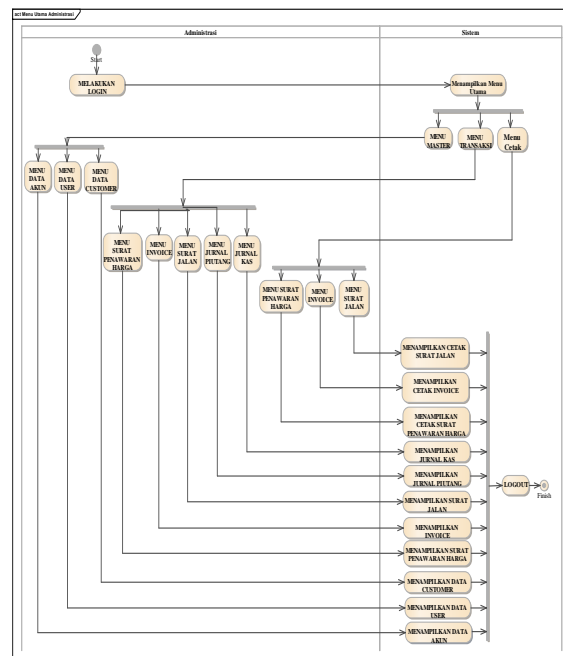 act Menu Utama Administrasi
Administrasi
Sistem
Start
MELAKUKAN
LOGIN
Menampilkan Menu
Utama
MENU
MASTER
MENU
TRANSAKSI
Menu
Cetak
MENU
DATA
AKUN
MENU
DATA
USER
MENU
DATA
CUSTOMER
MENU
SURAT
PENAWARAN
HARGA
MENU
INVOICE
MENU
SURAT
JALAN
MENU
JURNAL
PIUTANG
MENU
JURNAL
KAS
MENU SURAT
PENAWARAN
HARGA
MENU
INVOICE
MENU
SURAT
JALAN
MENAMPILKAN CETAK
SURAT JALAN
MENAMPILKAN
CETAK INVOICE
MENAMPILKAN
CETAK SURAT
PENAWARAN HARGA
MENAMPILKAN
JURNAL KAS
MENAMPILKAN
JURNAL PIUTANG
MENAMPILKAN SURAT
JALAN
MENAMPILKAN
INVOICE
MENAMPILKAN SURAT
PENAWARAN HARGA
MENAMPILKAN DATA
CUSTOMER
MENAMPILKAN DATA
USER
MENAMPILKAN DATA
AKUN
LOGOUT
Finish